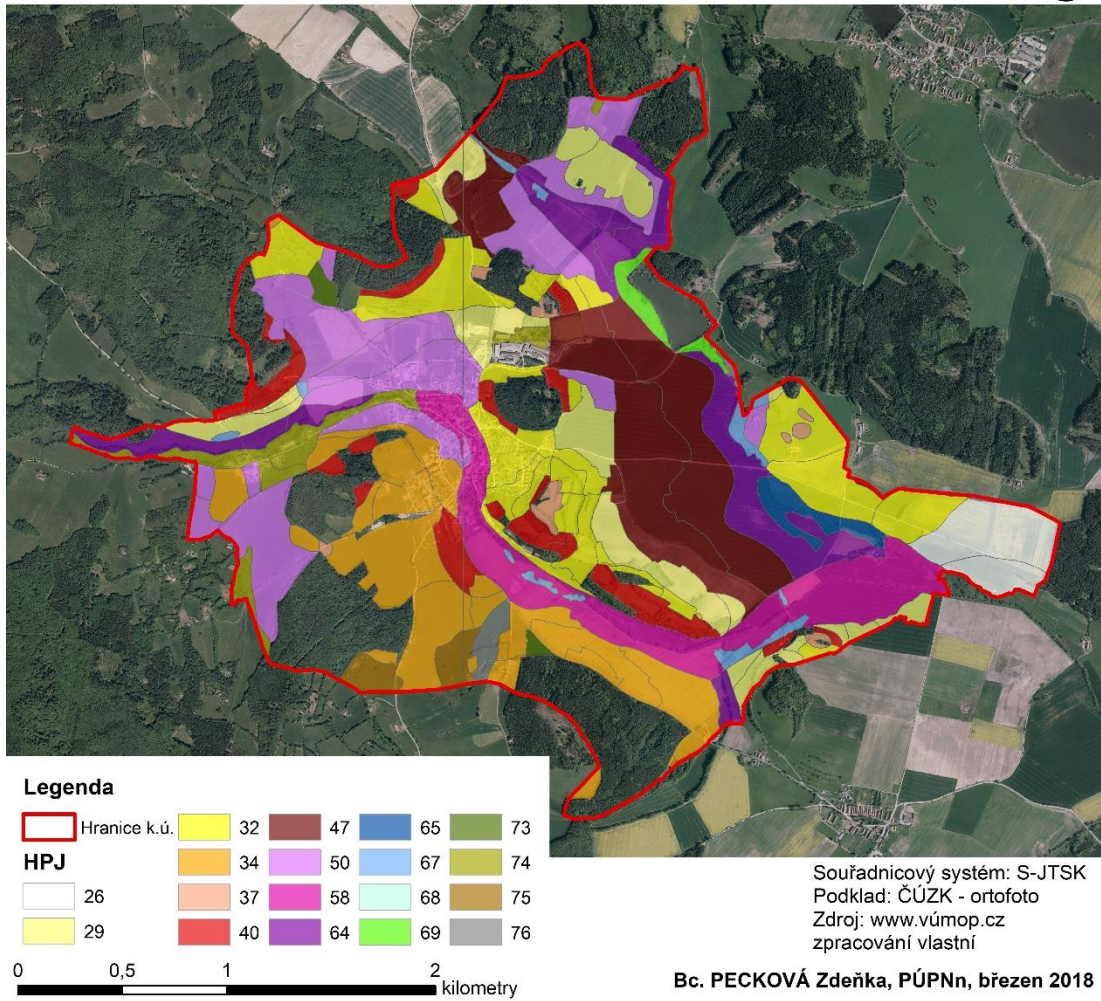 Legenda
Hranice k.ú.
HPJ
26
29
32
34
37
40
47
50
58
64
65
67
68
69
73
74
75
76
0 0,5 1 2
kilometry
Souřadnicový systém: S-JTSK
Podklad: ČÚZK - ortofoto
Zdroj: www.vúmop.cz
zpracování vlastní
Bc. PECKOVÁ Zdeňka, PÚPNn, březen 2018